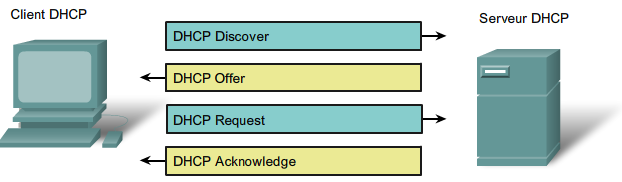 Client DHCP
Serveur DHCP
DHCP Discover
DHCP Offer
DHCP Request
DHCP Acknowledge